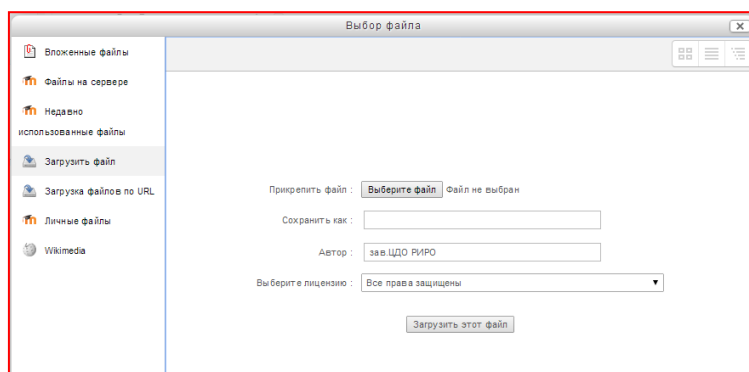 Выбор файла
Вложенные файлы
Файлы на сервере
Недавно
использованные файлы
Загрузить файл
Загрузка файлов по URL
Личные файлы
Wikimedia
Прикрепить файл : Выберите файл Файл не выбран
Сохранить как :
Автор : зав.ЦДО РИРО
Выберите лицензию : Все права защищены
Загрузить этот файл